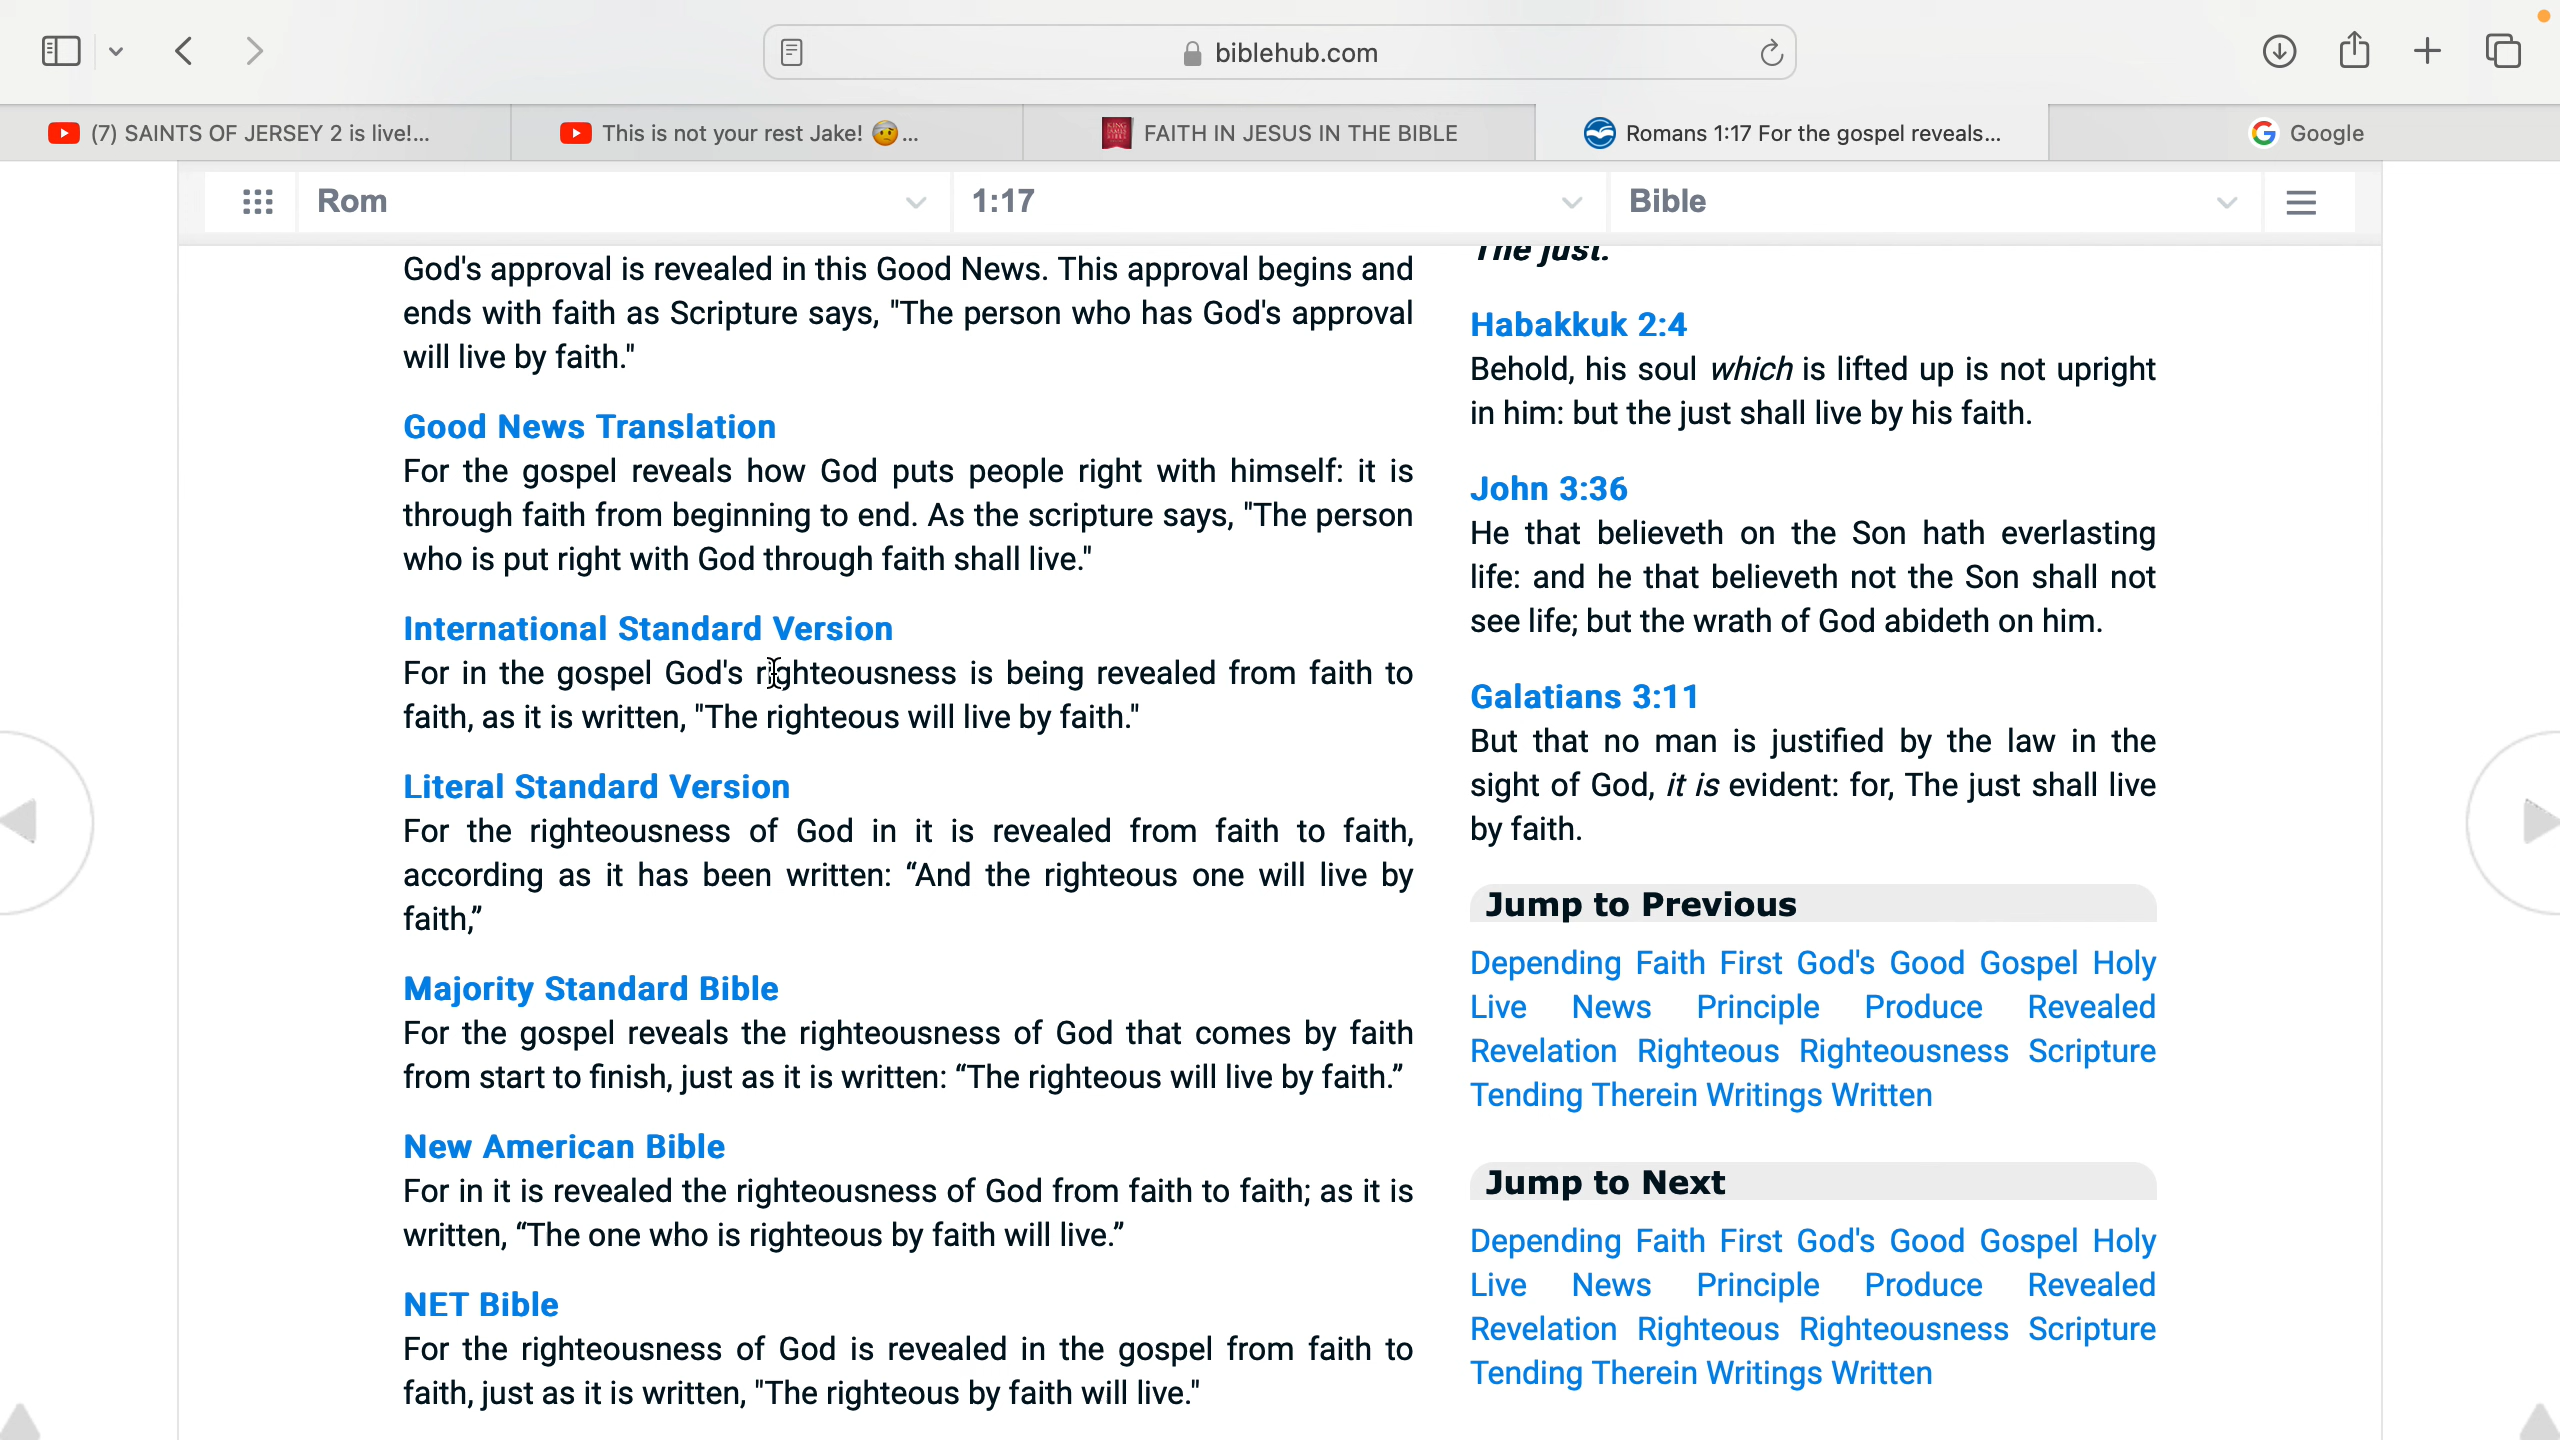 biblehub.com
(7) SAINTS OF JERSEY 2 is live!...
This is not your rest Jake! 🤕...
FAITH IN JESUS IN THE BIBLE
Romans 1:17 For the gospel reveals...
Google
Rom
1:17
Bible
God's approval is revealed in this Good News. This approval begins and
ends with faith as Scripture says, "The person who has God's approval
will live by faith."
Good News Translation
For the gospel reveals how God puts people right with himself: it is
through faith from beginning to end. As the scripture says, "The person
who is put right with God through faith shall live."
International Standard Version
For in the gospel God's righteousness is being revealed from faith to
faith, as it is written, "The righteous will live by faith."
Literal Standard Version
For the righteousness of God in it is revealed from faith to faith,
according as it has been written: “And the righteous one will live by
faith,”
Majority Standard Bible
For the gospel reveals the righteousness of God that comes by faith
from start to finish, just as it is written: “The righteous will live by faith.”
New American Bible
For in it is revealed the righteousness of God from faith to faith; as it is
written, “The one who is righteous by faith will live.”
NET Bible
For the righteousness of God is revealed in the gospel from faith to
faith, just as it is written, "The righteous by faith will live."
The just.
Habakkuk 2:4
Behold, his soul which is lifted up is not upright
in him: but the just shall live by his faith.
John 3:36
He that believeth on the Son hath everlasting
life: and he that believeth not the Son shall not
see life; but the wrath of God abideth on him.
Galatians 3:11
But that no man is justified by the law in the
sight of God, it is evident: for, The just shall live
by faith.
Jump to Previous
Depending Faith First God's Good Gospel Holy
Live News Principle Produce Revealed
Revelation Righteous Righteousness Scripture
Tending Therein Writings Written
Jump to Next
Depending Faith First God's Good Gospel Holy
Live News Principle Produce Revealed
Revelation Righteous Righteousness Scripture
Tending Therein Writings Written